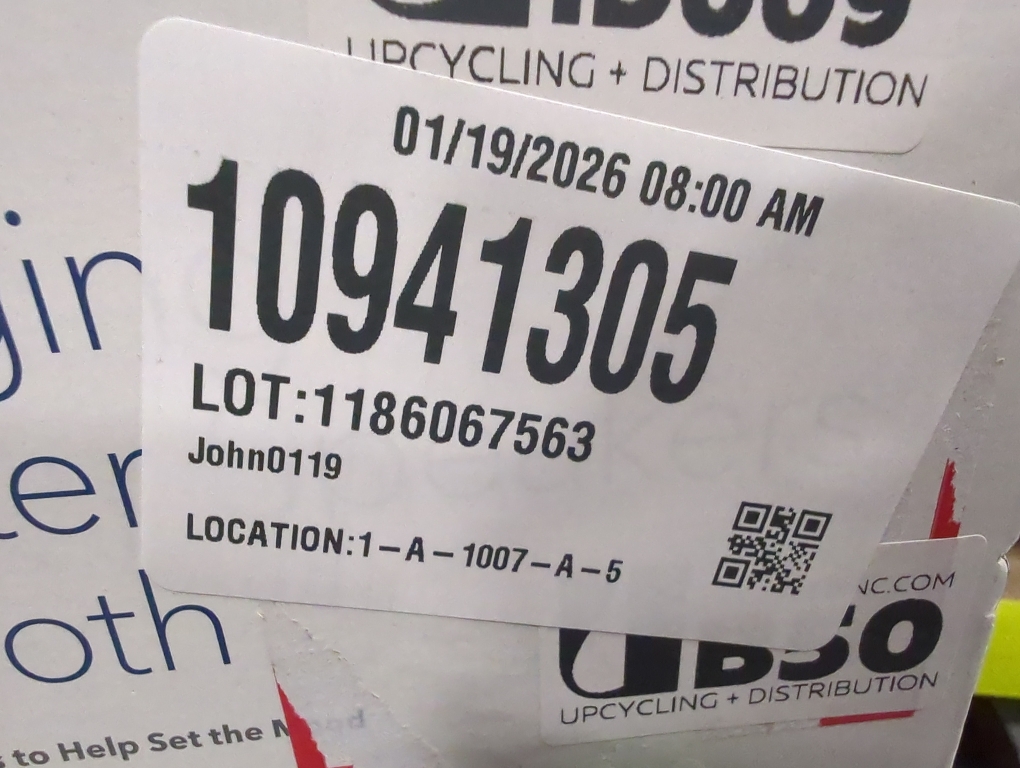 UPCYCLING + DISTRIBUTION
01/19/2026 08:00 AM
10941305
LOT:1186067563
John0119
LOCATION:1-A-1007-A-5
oth
NC.COM
UPCYCLING + DISTRIBUTION
to Help Set the